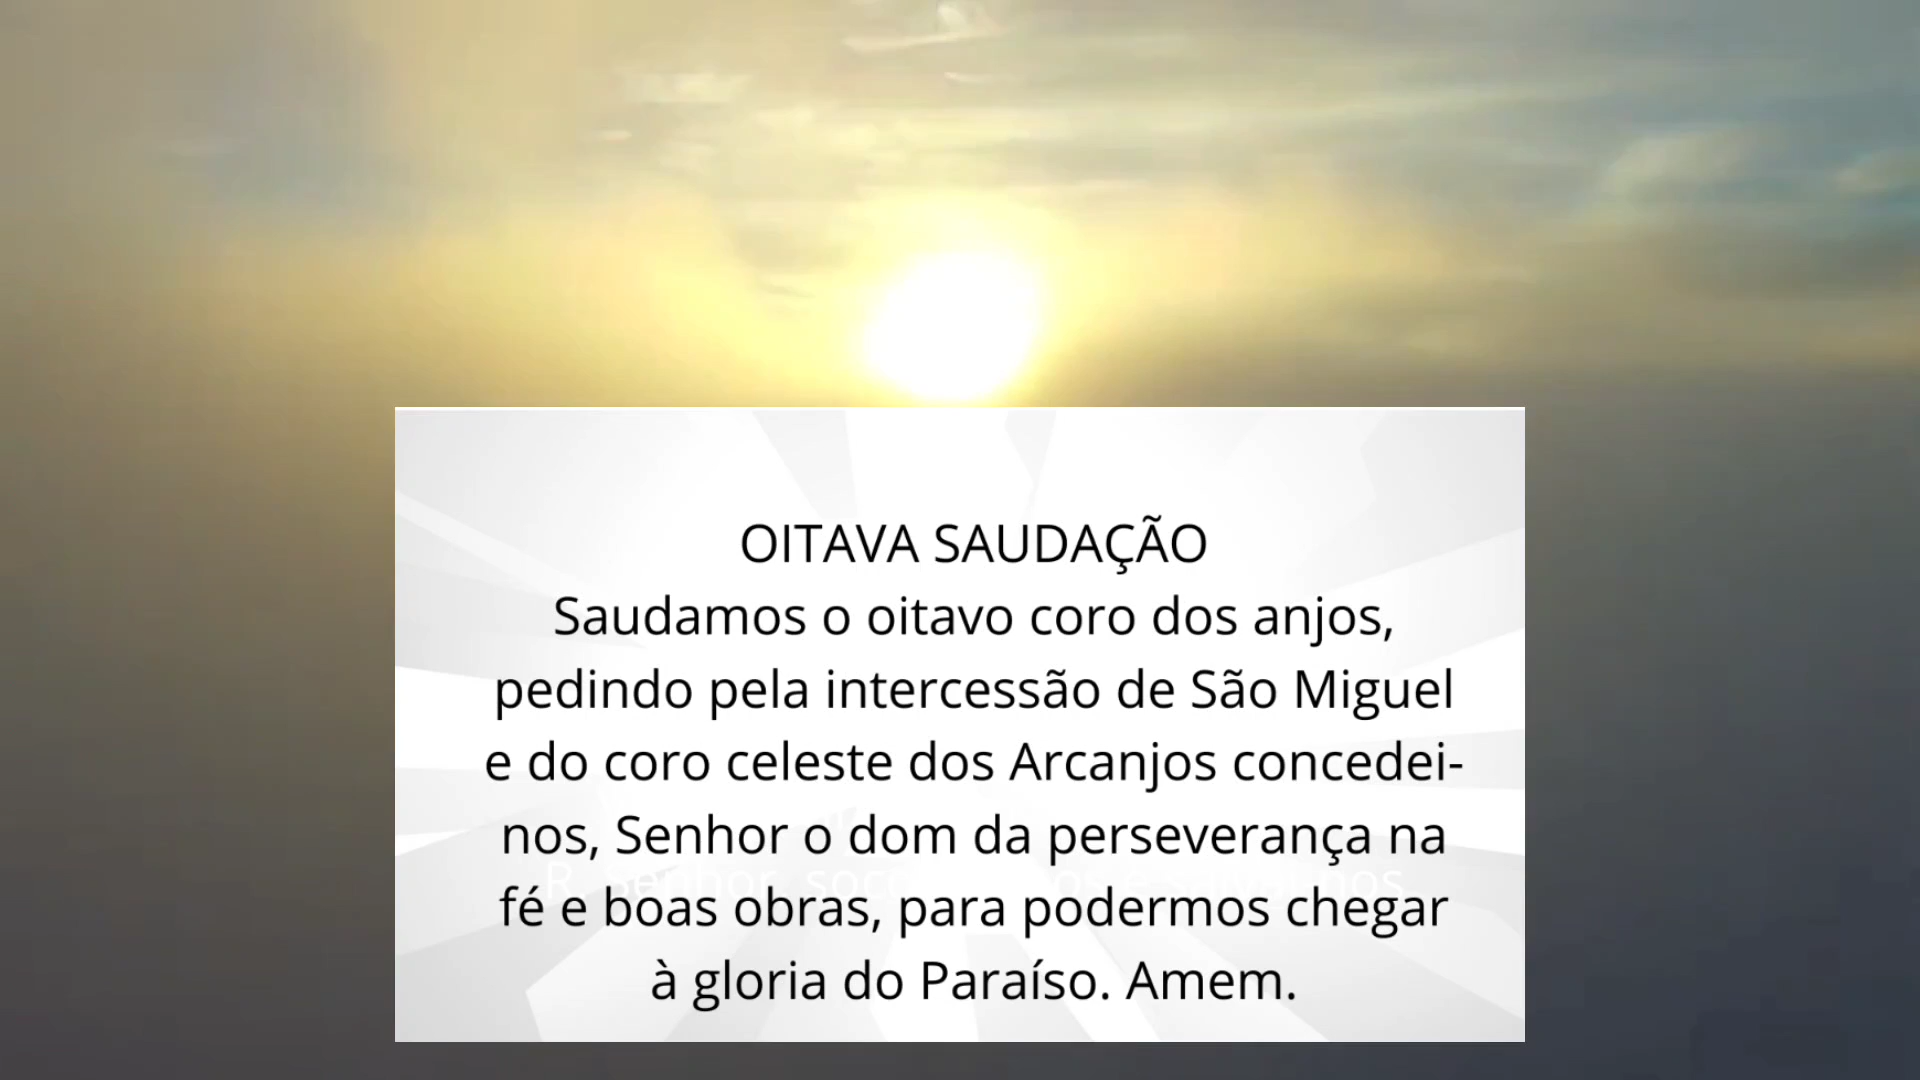 OITAVA SAUDAÇÃO
Saudamos o oitavo coro dos anjos,
pedindo pela intercessão de São Miguel
e do coro celeste dos Arcanjos concedei-
nos, Senhor o dom da perseverança na
R. Senhor,
fé e boas obras, para podermos chegar
à gloria do Paraíso. Amem.